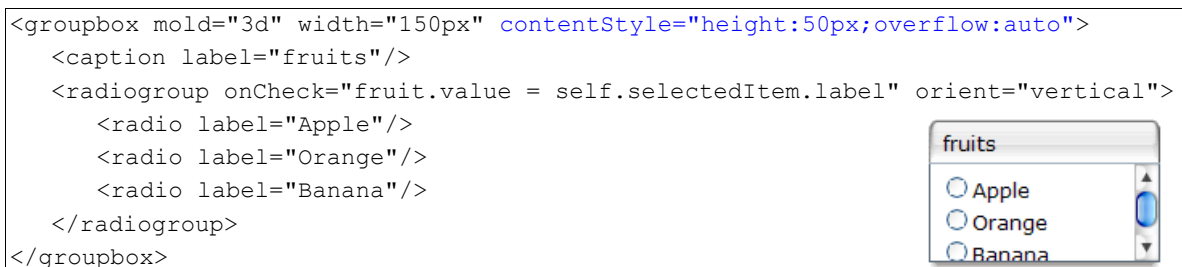 <groupbox mold="3d" width="150px" contentStyle="height:50px;overflow:auto">
<caption label="fruits"/>
<radiogroup onCheck="fruit.value = self.selectedItem.label" orient="vertical">
<radio label="Apple"/>
<radio label="Orange"/>
<radio label="Banana"/>
</radiogroup>
</groupbox>
fruits
Apple
Orange
Banana